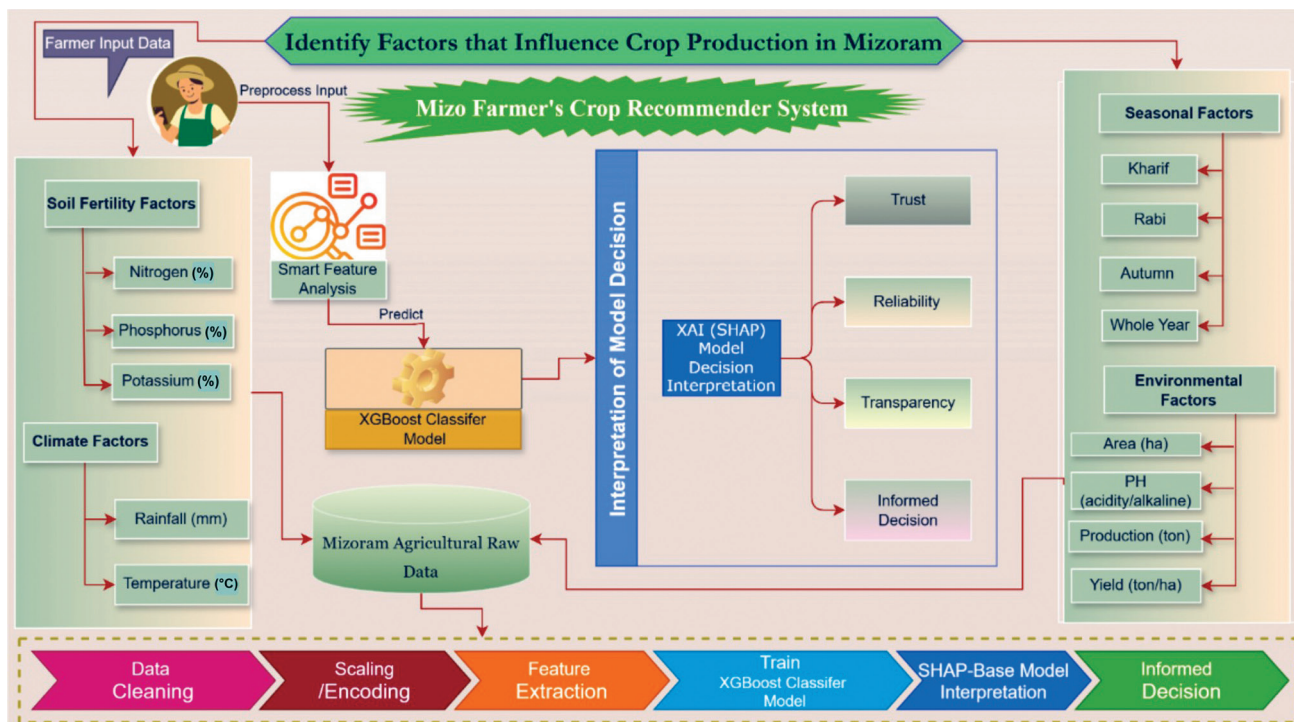 Identify Factors that Influence Crop Production in Mizoram
Farmer Input Data
Preprocess Input
Mizo Farmer's Crop Recommender System
Soil Fertility Factors
Nitrogen (%)
Phosphorus (%)
Potassium (%)
Climate Factors
Rainfall (mm)
Temperature (°C)
Smart Feature
Analysis
Predict
XGBoost Classifer
Model
Mizoram Agricultural Raw
Data
Interpretation of Model Decision
XAI (SHAP)
Model
Decision
Interpretation
Trust
Reliability
Transparency
Informed
Decision
Seasonal Factors
Kharif
Rabi
Autumn
Whole Year
Environmental
Factors
Area (ha)
PH
(acidity/alkaline)
Production (ton)
Yield (ton/ha)
Data
Cleaning
Scaling
/Encoding
Feature
Extraction
Train
XGBoost Classifer
Model
SHAP-Base Model
Interpretation
Informed
Decision